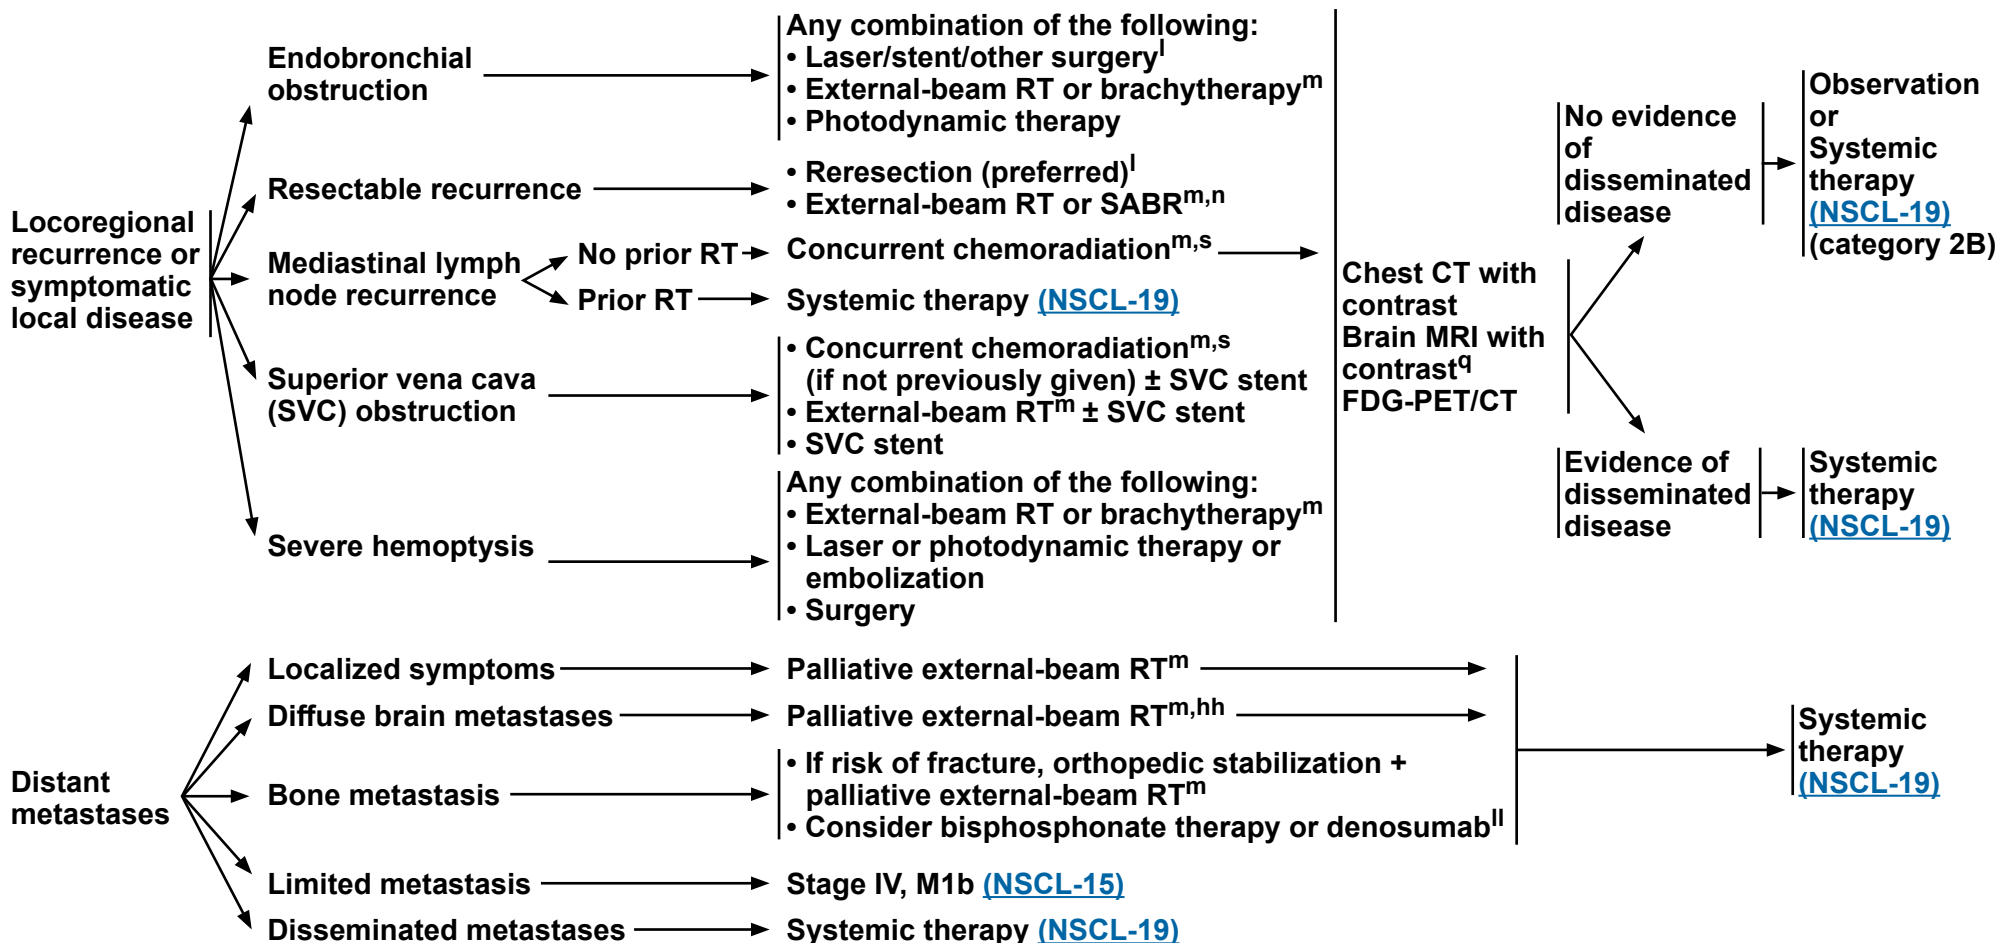 Locoregional
recurrence or
symptomatic
local disease
Endobronchial
obstruction
Any combination of the following:
• Laser/stent/other surgeryl
• External-beam RT or brachytherapym
• Photodynamic therapy
Resectable recurrence
• Reresection (preferred)l
• External-beam RT or SABRm,n
Mediastinal lymph
node recurrence
No prior RT
Concurrent chemoradiationm,s
Prior RT
Systemic therapy (NSCL-19)
Superior vena cava
(SVC) obstruction
• Concurrent chemoradiationm,s
(if not previously given) ± SVC stent
• External-beam RTm ± SVC stent
• SVC stent
Severe hemoptysis
Any combination of the following:
• External-beam RT or brachytherapym
• Laser or photodynamic therapy or
embolization
• Surgery
Chest CT with
contrast
Brain MRI with
contrastq
FDG-PET/CT
No evidence
of
disseminated
disease
Observation
or
Systemic
therapy
(NSCL-19)
(category 2B)
Evidence of
disseminated
disease
Systemic
therapy
(NSCL-19)
Distant
metastases
Localized symptoms
Palliative external-beam RTm
Diffuse brain metastases
Palliative external-beam RTm,hh
Bone metastasis
• If risk of fracture, orthopedic stabilization +
palliative external-beam RTm
• Consider bisphosphonate therapy or denosumabll
Systemic
therapy
(NSCL-19)
Limited metastasis
Stage IV, M1b (NSCL-15)
Disseminated metastases
Systemic therapy (NSCL-19)